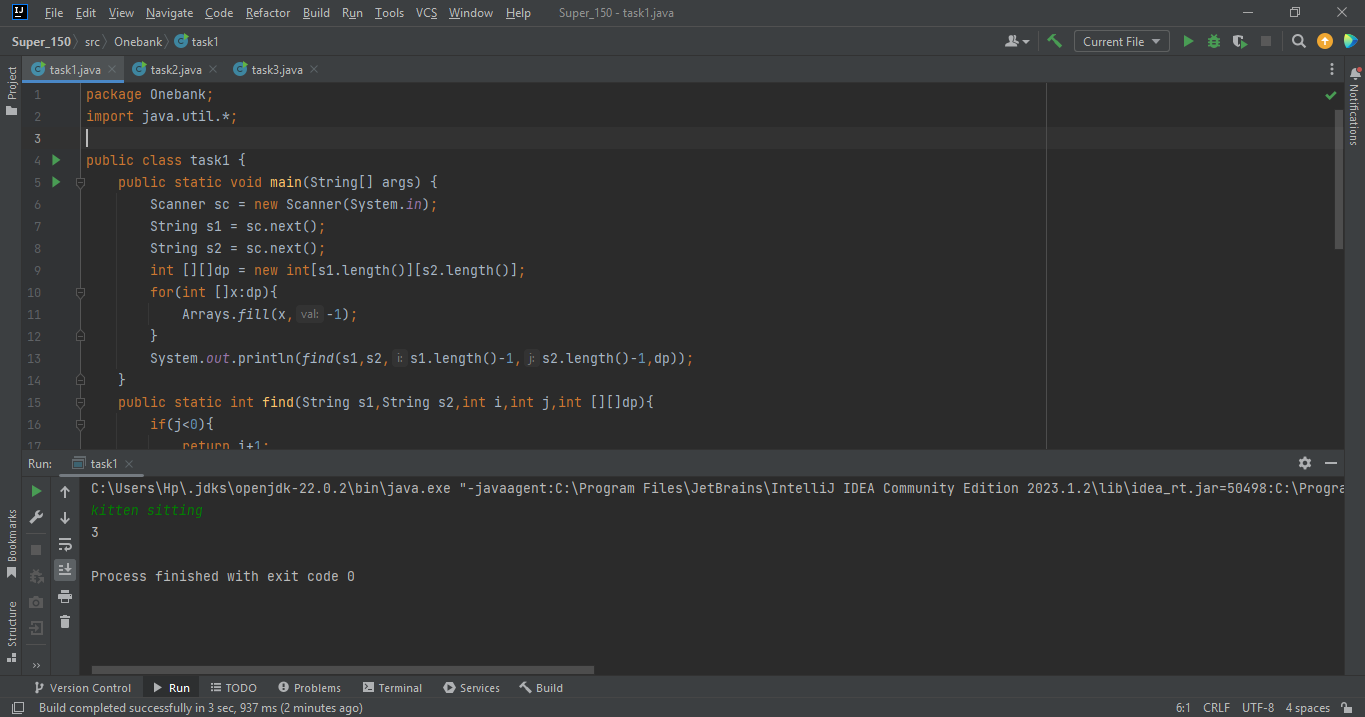 IJ File Edit View Navigate Code Refactor Build Run Tools VCS Window Help Super_150 - task1.java
Super_150 src Onebank task1 Current File
task1.java task2.java task3.java
Project
Notifications
1 package Onebank;
2 import java.util.*;
3
4 public class task1 {
5 public static void main(String[] args) {
6 Scanner sc = new Scanner(System.in);
7 String s1 = sc.next();
8 String s2 = sc.next();
9 int [][]dp = new int[s1.length()][s2.length()];
10 for(int []x:dp){
11 Arrays.fill(x, val: -1);
12 }
13 System.out.println(find(s1,s2, i: s1.length()-1, j: s2.length()-1,dp));
14 }
15 public static int find(String s1,String s2,int i,int j,int [][]dp){
16 if(j<0){
17 return i+1;
Run: task1
C:\Users\Hp\.jdks\openjdk-22.0.2\bin\java.exe "-javaagent:C:\Program Files\JetBrains\IntelliJ IDEA Community Edition 2023.1.2\lib\idea_rt.jar=50498:C:\Progra
kitten sitting
3
Process finished with exit code 0
Bookmarks
Structure
Version Control Run TODO Problems Terminal Services Build
Build completed successfully in 3 sec, 937 ms (2 minutes ago) 6:1 CRLF UTF-8 4 spaces